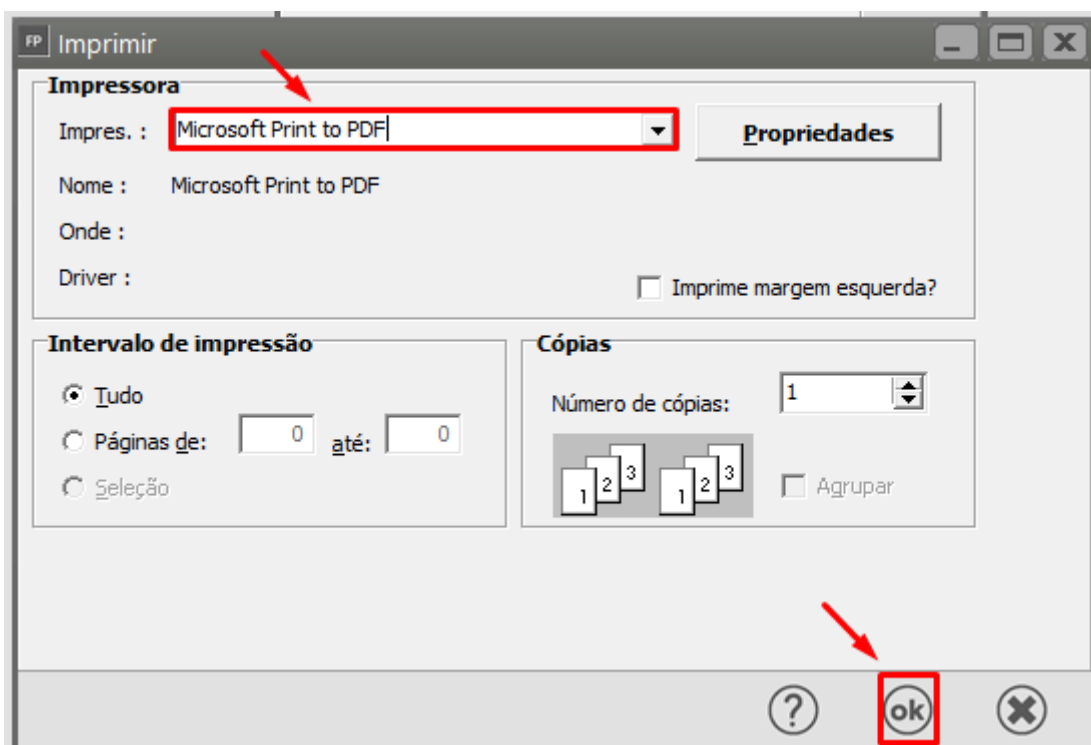 FP Imprimir
Impressora
Impres. : Microsoft Print to PDF Propriedades
Nome : Microsoft Print to PDF
Onde :
Driver :
Imprime margem esquerda?
Intervalo de impressão
Tudo
Páginas de: 0 até: 0
Seleção
Cópias
Número de cópias: 1
1 2 3 1 2 3
Agrupar
? ok